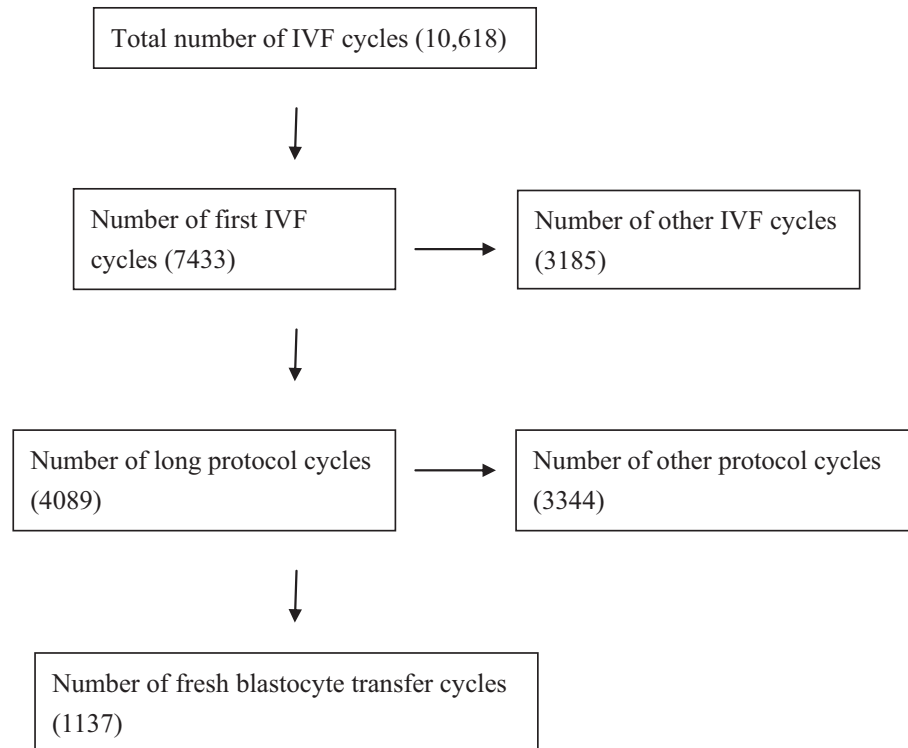 Total number of IVF cycles (10,618)
Number of first IVF
cycles (7433)
Number of other IVF cycles
(3185)
Number of long protocol cycles
(4089)
Number of other protocol cycles
(3344)
Number of fresh blastocyte transfer cycles
(1137)